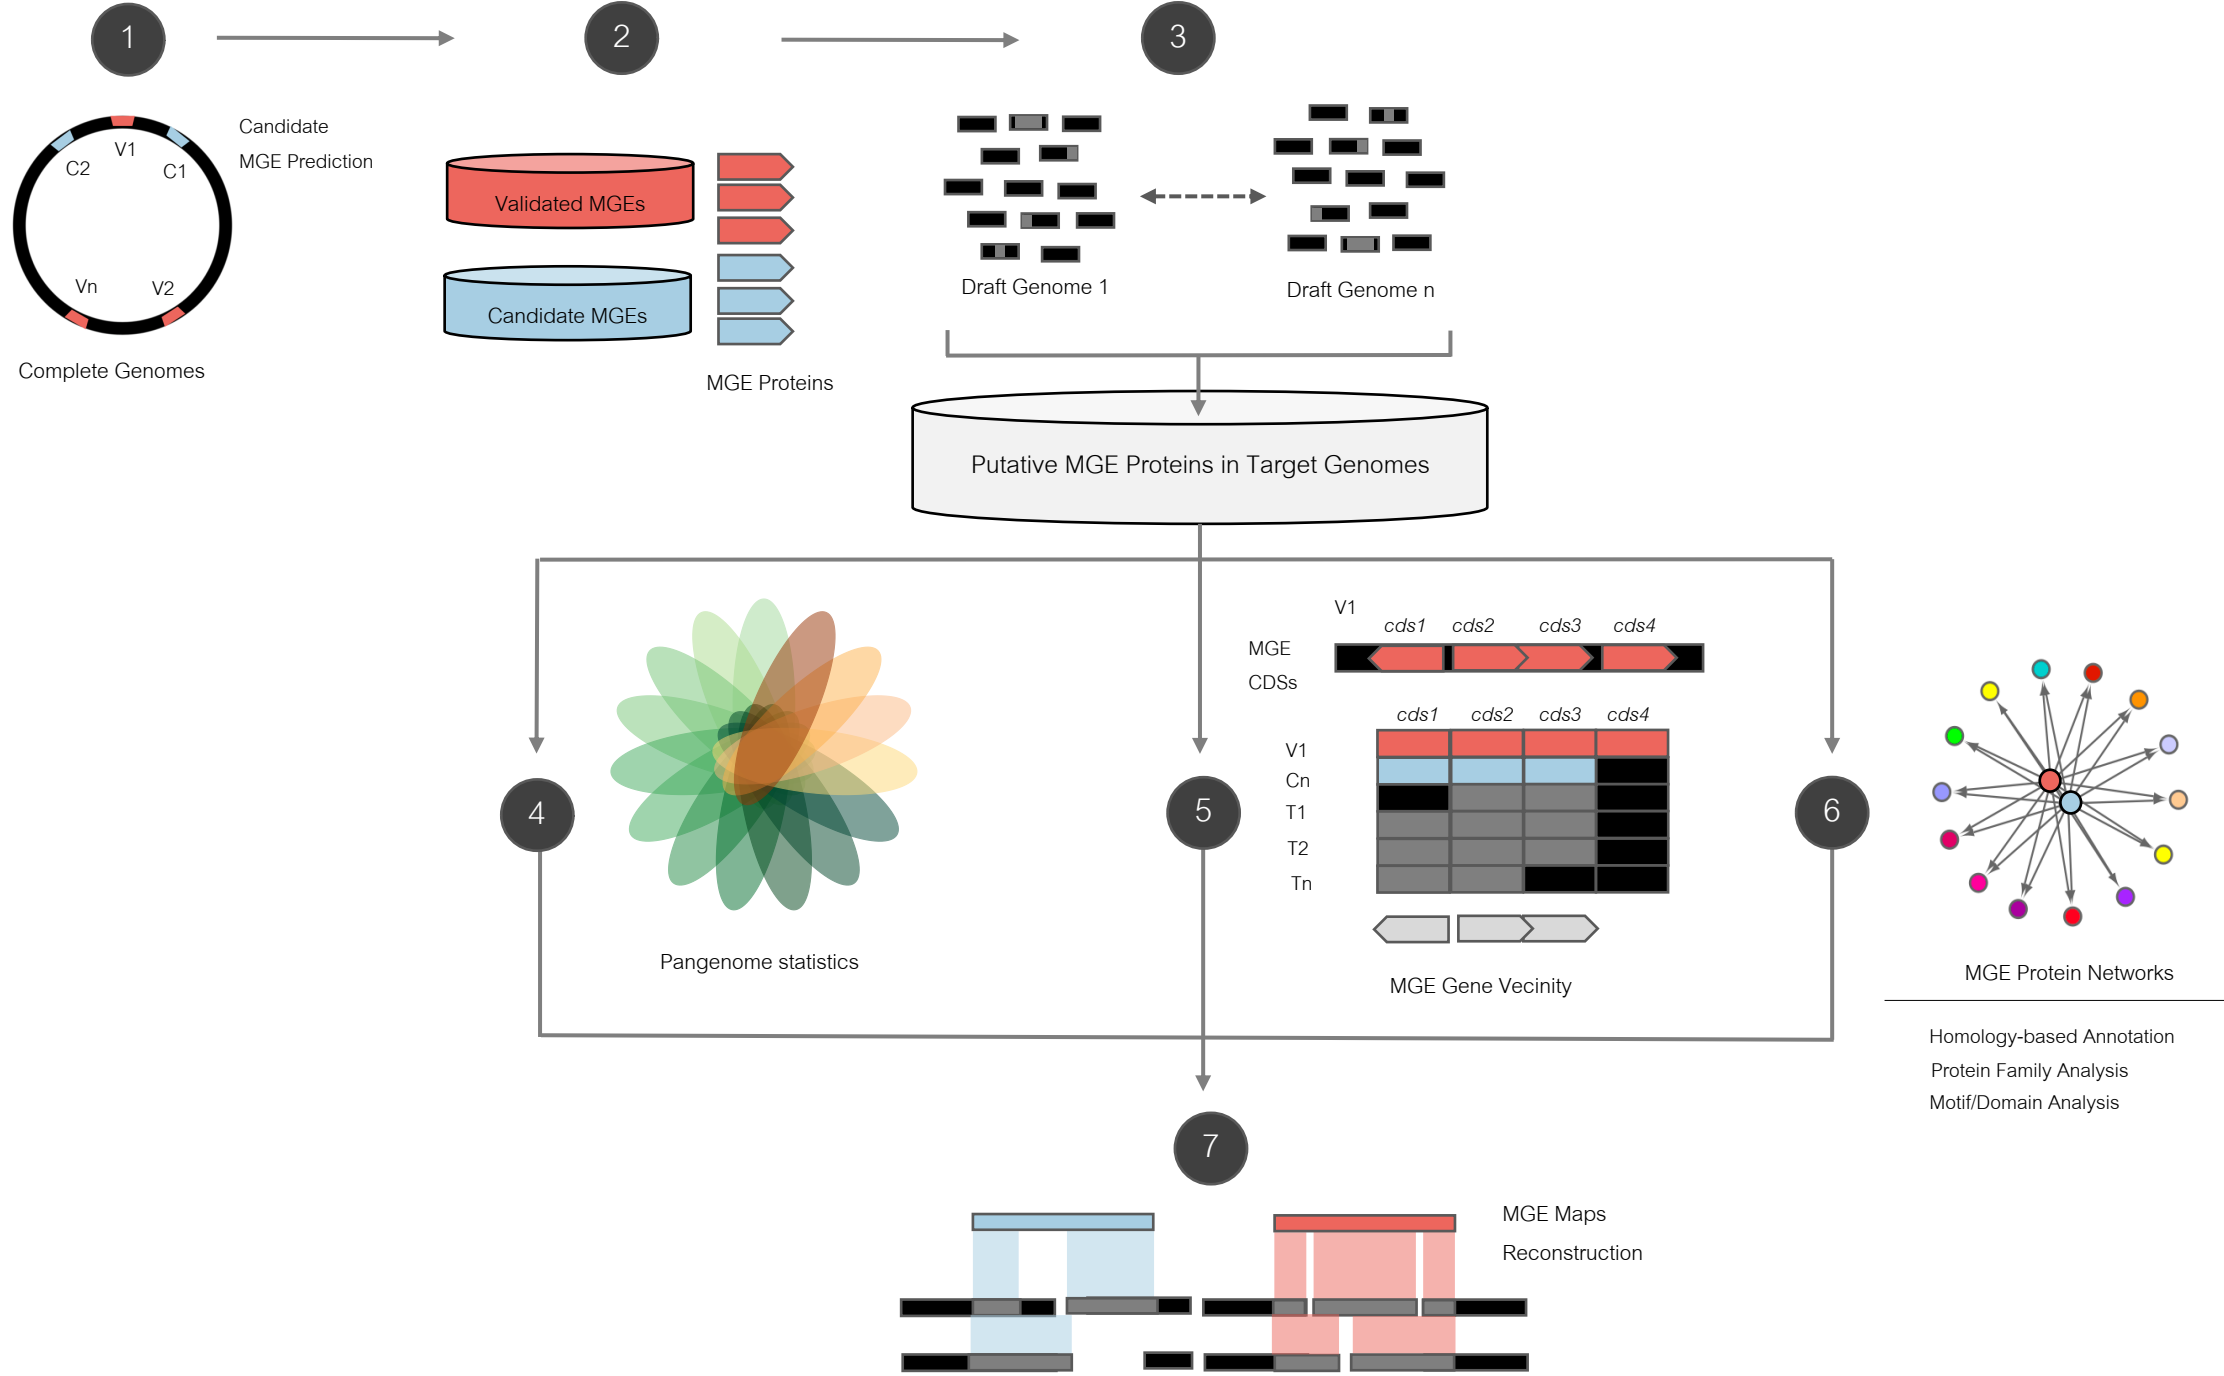 1
2
3
Candidate
MGE Prediction
V1
C2
C1
Vn
V2
Complete Genomes
Validated MGEs
Candidate MGEs
MGE Proteins
Draft Genome 1
Draft Genome n
Putative MGE Proteins in Target Genomes
4
Pangenome statistics
5
V1
cds1 cds2 cds3 cds4
MGE
CDSs
cds1 cds2 cds3 cds4
V1
Cn
T1
T2
Tn
MGE Gene Vecinity
6
MGE Protein Networks
Homology-based Annotation
Protein Family Analysis
Motif/Domain Analysis
7
MGE Maps
Reconstruction